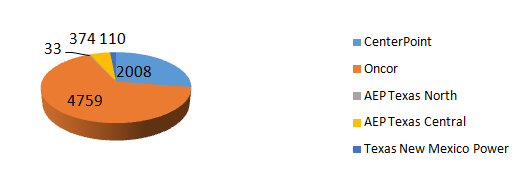 33
374 110
2008
4759
CenterPoint
Oncor
AEP Texas North
AEP Texas Central
Texas New Mexico Power